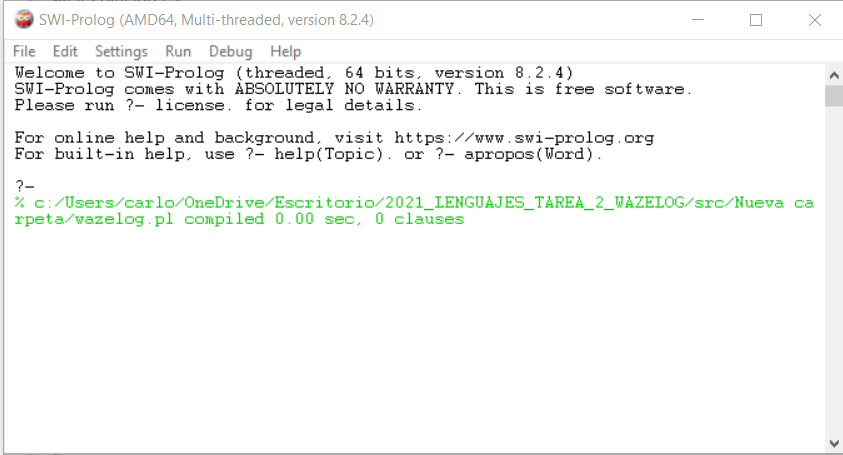 SWI-Prolog (AMD64, Multi-threaded, version 8.2.4)
File Edit Settings Run Debug Help
Welcome to SWI-Prolog (threaded, 64 bits, version 8.2.4)
SWI-Prolog comes with ABSOLUTELY NO WARRANTY. This is free software.
Please run ?- license. for legal details.
For online help and background, visit https://www.swi-prolog.org
For built-in help, use ?- help(Topic). or ?- apropos(Word).
?-
% c:/Users/carlo/OneDrive/Escritorio/2021_LENGUAJES_TAREA_2_WAZELOG/src/Nueva ca
rpeta/wazelog.pl compiled 0.00 sec, 0 clauses